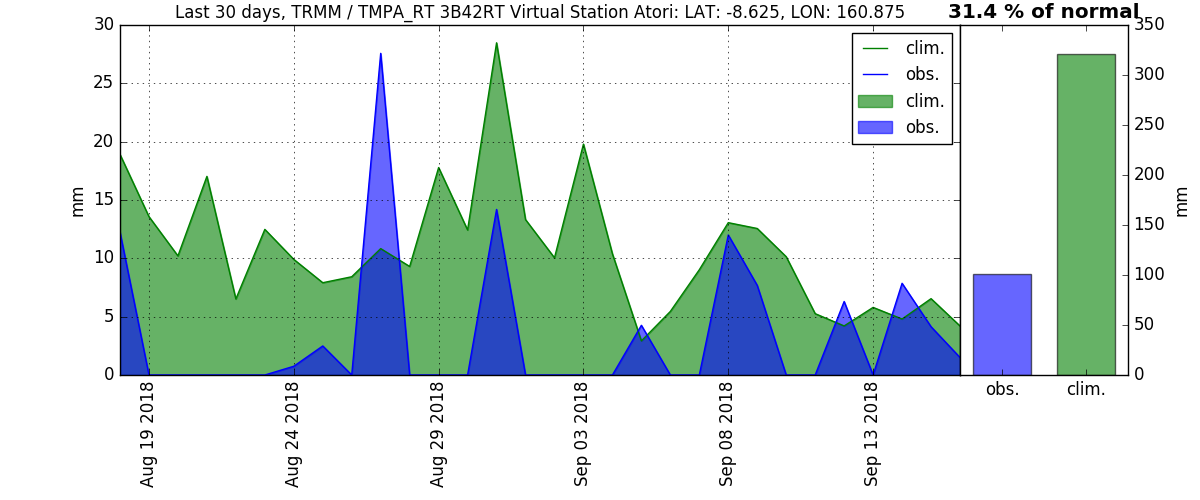 Last 30 days, TRMM / TMPA_RT 3B42RT Virtual Station Atori: LAT: -8.625, LON: 160.875
31.4 % of normal
30
25
20
15
10
5
0
mm
clim.
obs.
clim.
obs.
Aug 19 2018
Aug 24 2018
Aug 29 2018
Sep 03 2018
Sep 08 2018
Sep 13 2018
350
300
250
200
150
100
50
0
mm
obs.
clim.